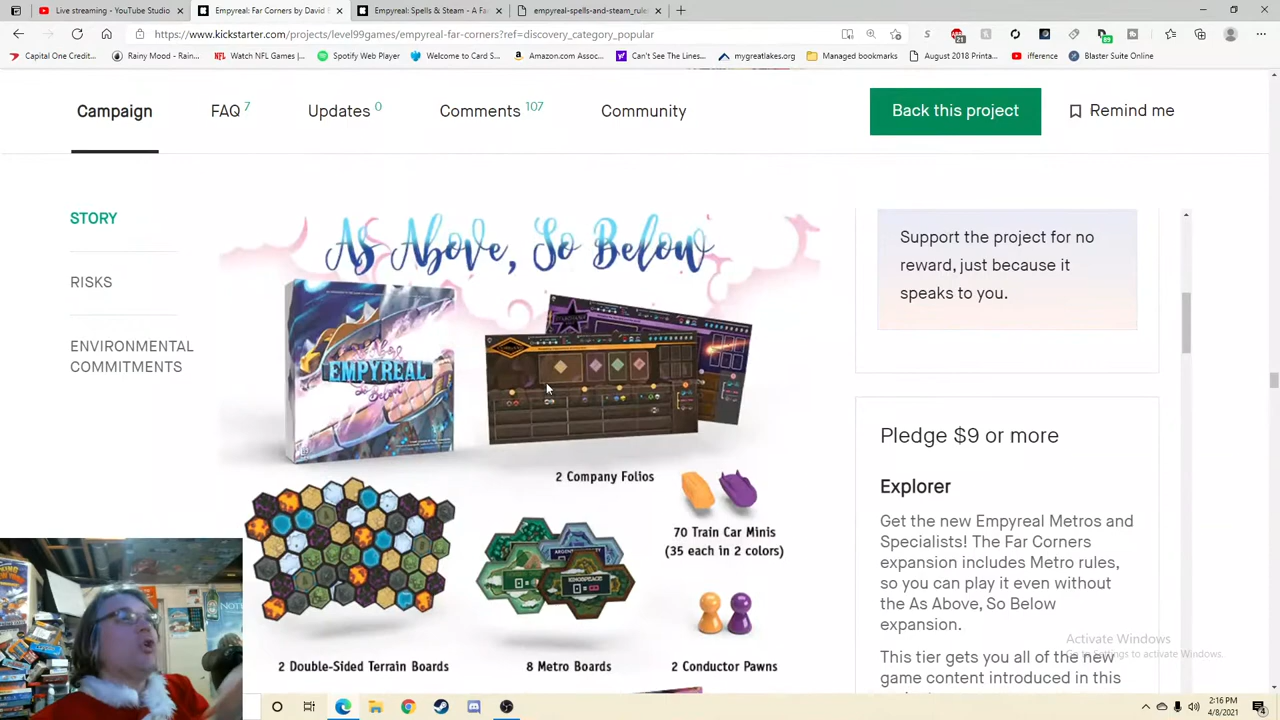 Live streaming - YouTube Studio
Empyreal: Far Corners by David B
Empyreal: Spells & Steam - A Fa
empyreal-spells-and-steam_rule
https://www.kickstarter.com/projects/level99games/empyreal-far-corners?ref=discovery_category_popular
Capital One Credit...
Rainy Mood - Rain...
Watch NFL Games |...
Spotify Web Player
Welcome to Card S...
Amazon.com Assoc...
Can't See The Lines...
mygreatlakes.org
Managed bookmarks
August 2018 Printa...
ifference
Blaster Suite Online
Campaign
FAQ 7
Updates 0
Comments 107
Community
Back this project
Remind me
STORY
RISKS
ENVIRONMENTAL
COMMITMENTS
As Above, So Below
EMPYREAL
2 Company Folios
70 Train Car Minis
(35 each in 2 colors)
2 Double-Sided Terrain Boards
8 Metro Boards
2 Conductor Pawns
Support the project for no
reward, just because it
speaks to you.
Pledge $9 or more
Explorer
Get the new Empyreal Metros and
Specialists! The Far Corners
expansion includes Metro rules,
so you can play it even without
the As Above, So Below
expansion.
This tier gets you all of the new
game content introduced in this
Activate Windows
Go to Settings to activate Windows.
2:16 PM
4/8/2021